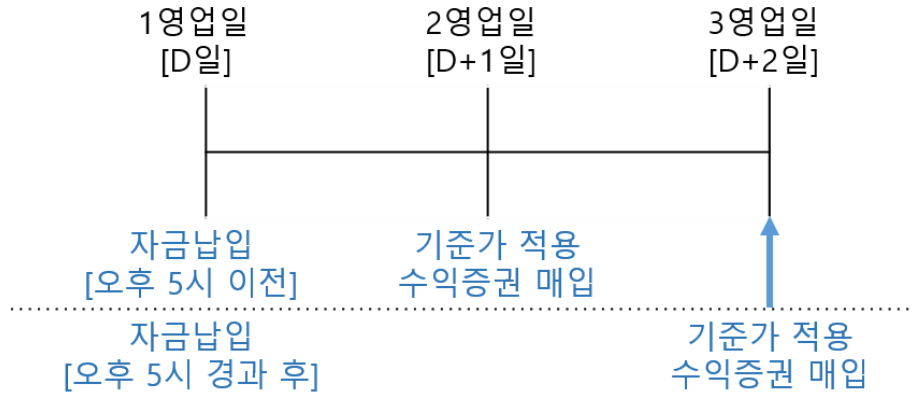 1영업일
[D일]
2영업일
[D+1일]
3영업일
[D+2일]
자금납입
[오후 5시 이전]
기준가 적용
수익증권 매입
자금납입
[오후 5시 경과 후]
기준가 적용
수익증권 매입